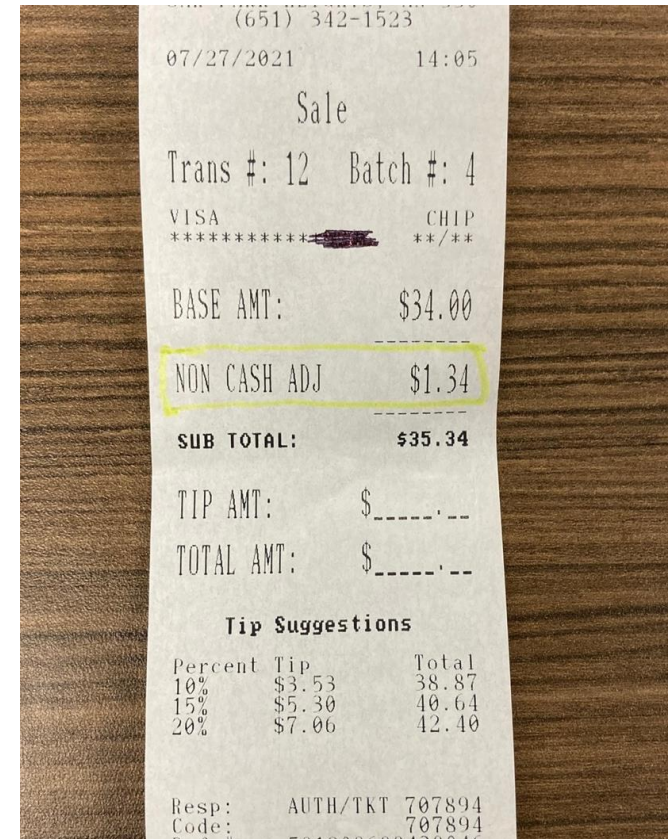 (651) 342-1523
07/27/2021 14:05
Sale
Trans #: 12 Batch #: 4
VISA CHIP
*********** **/**
BASE AMT: $34.00
--------
NON CASH ADJ $1.34
--------
SUB TOTAL: $35.34
TIP AMT: $_____.__
TOTAL AMT: $_____.__
Tip Suggestions
Percent Tip Total
10% $3.53 38.87
15% $5.30 40.64
20% $7.06 42.40
Resp: AUTH/TKT 707894
Code: 707894